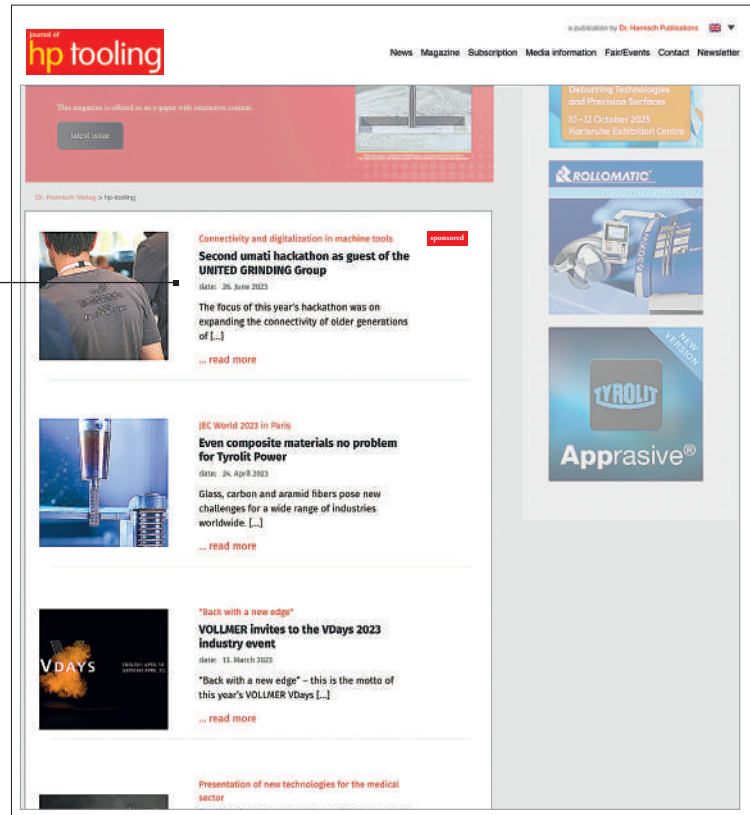 a publication by Dr. Harnisch Publications
journal of
hp tooling
News Magazine Subscription Media information Fair/Events Contact Newsletter
This magazine is offered as an e-paper with interactive content.
latest issue
Deburring Technologies
and Precision Surfaces
10–12 October 2023
Karlsruhe Exhibition Centre
Dr. Harnisch Verlag > hp-tooling
ROLLOMATIC
GRINDSMART630XW
630XW
Connectivity and digitalization in machine tools
sponsored
Second umati hackathon as guest of the
UNITED GRINDING Group
date: 26. June 2023
The focus of this year's hackathon was on
expanding the connectivity of older generations
of [...]
... read more
NEW
VERSION
TYROLIT
Apprasive®
JEC World 2023 in Paris
Even composite materials no problem
for Tyrolit Power
date: 24. April 2023
Glass, carbon and aramid fibers pose new
challenges for a wide range of industries
worldwide. [...]
... read more
VDAYS
"Back with a new edge"
VOLLMER invites to the VDays 2023
industry event
date: 13. March 2023
"Back with a new edge" – this is the motto of
this year's VOLLMER VDays [...]
... read more
Presentation of new technologies for the medical
sector